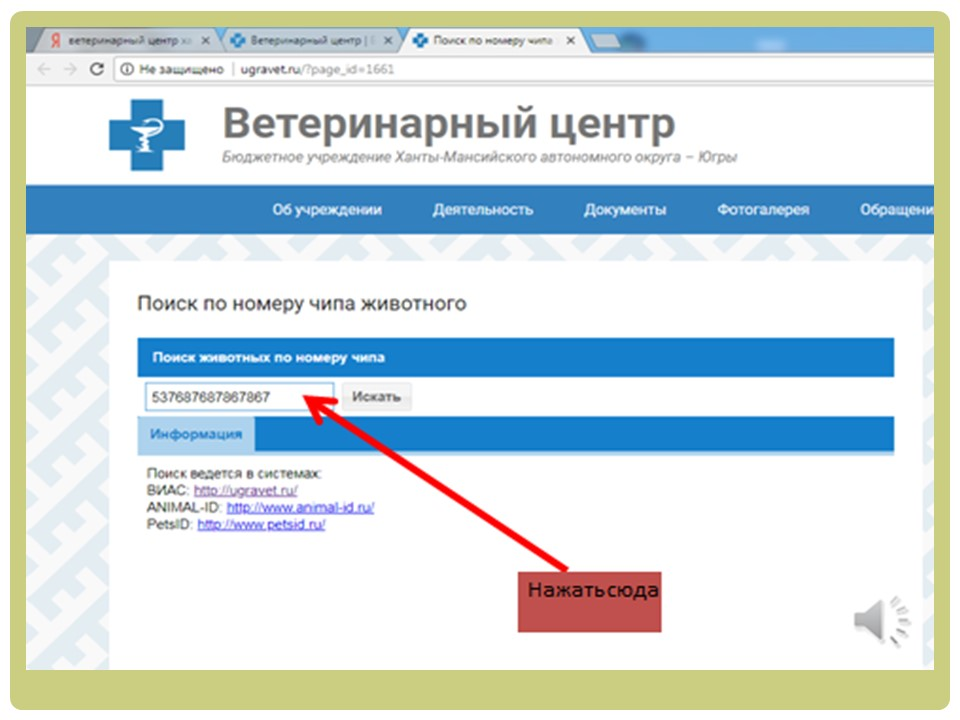 Я ветеринарный центр ха
Ветеринарный центр |
Поиск по номеру чипа
Не защищено | ugravet.ru/?page_id=1661
Ветеринарный центр
Бюджетное учреждение Ханты-Мансийского автономного округа – Югры
Об учреждении Деятельность Документы Фотогалерея Обращени
Поиск по номеру чипа животного
Поиск животных по номеру чипа
537687687867867 Искать
Информация
Поиск ведется в системах:
ВИАС: http://ugravet.ru/
ANIMAL-ID: http://www.animal-id.ru/
PetsID: http://www.petsid.ru/
Нажать сюда